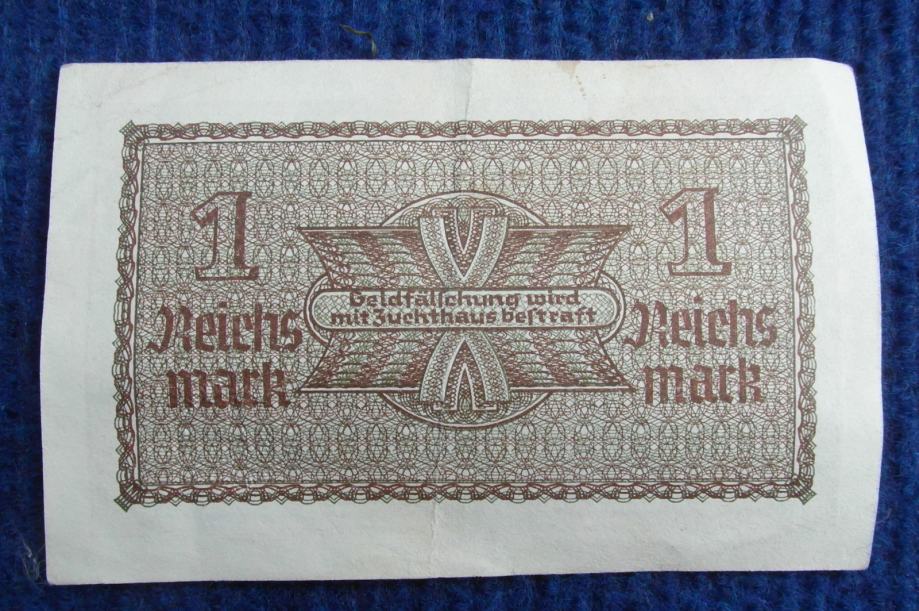 1
1
Geldfälschung wird
mit Zuchthaus bestraft
Reichs
mark
Reichs
mark